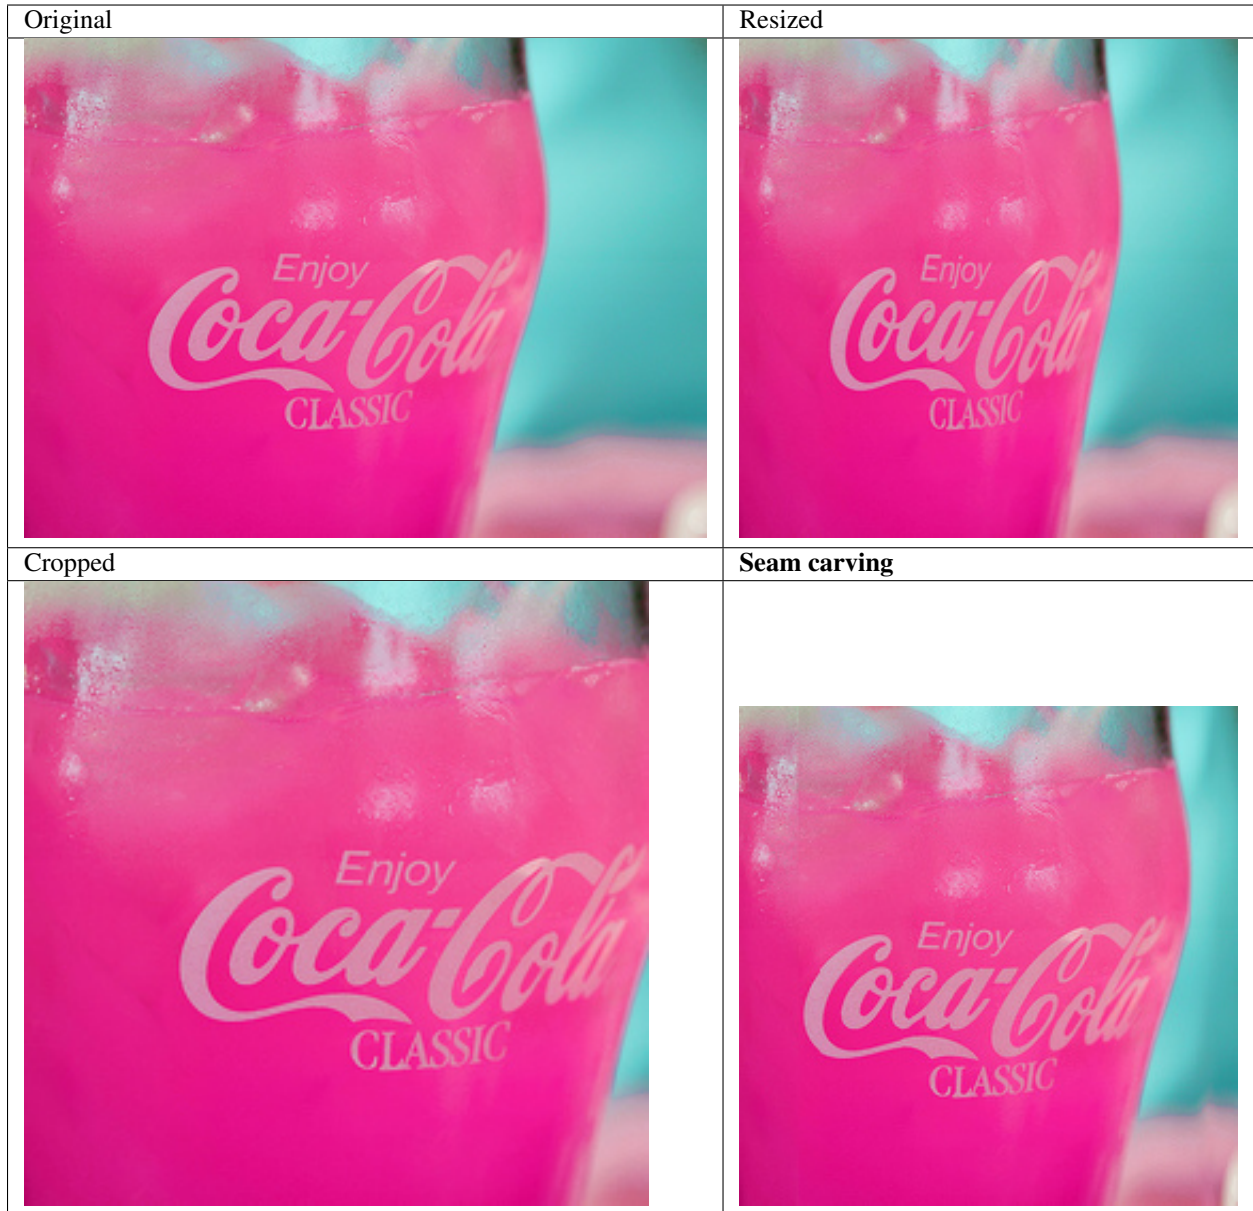 Original
Resized
Enjoy
Coca-Cola
CLASSIC
Enjoy
Coca-Cola
CLASSIC
Cropped
Seam carving
Enjoy
Coca-Cola
CLASSIC
Enjoy
Coca-Cola
CLASSIC